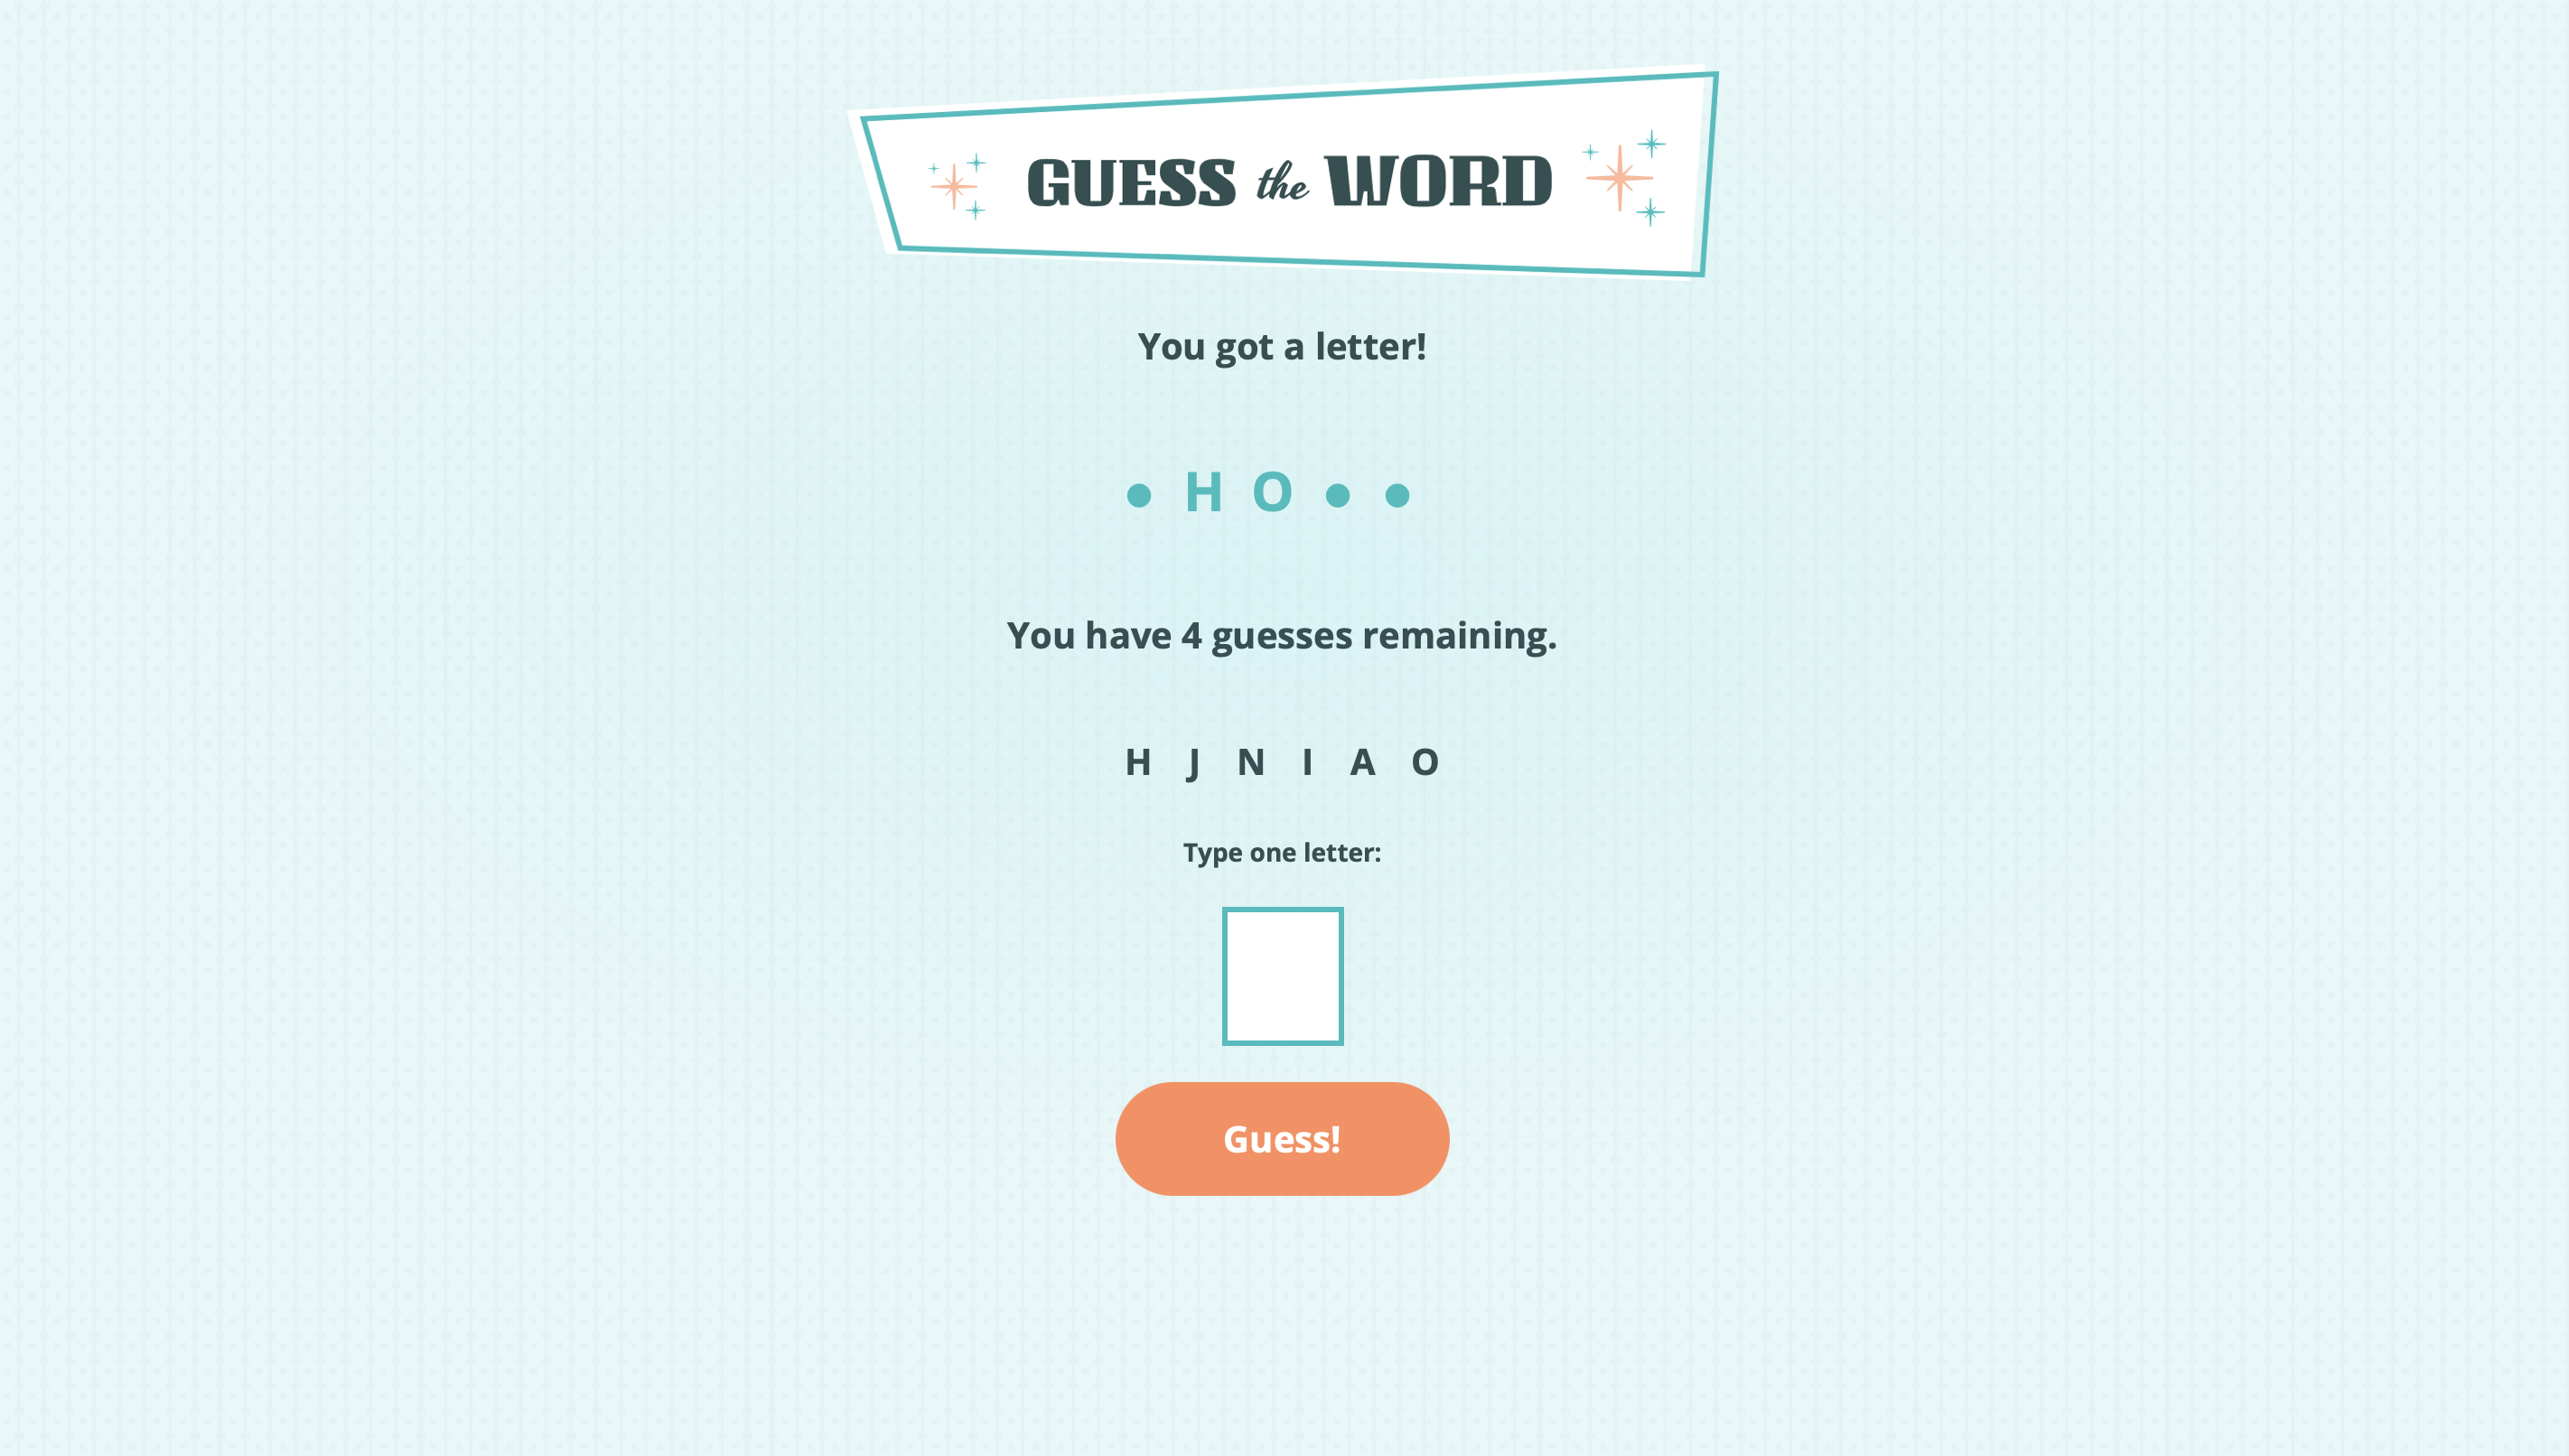 GUESS the WORD
You got a letter!
● H O ● ●
You have 4 guesses remaining.
H J N I A O
Type one letter:
Guess!